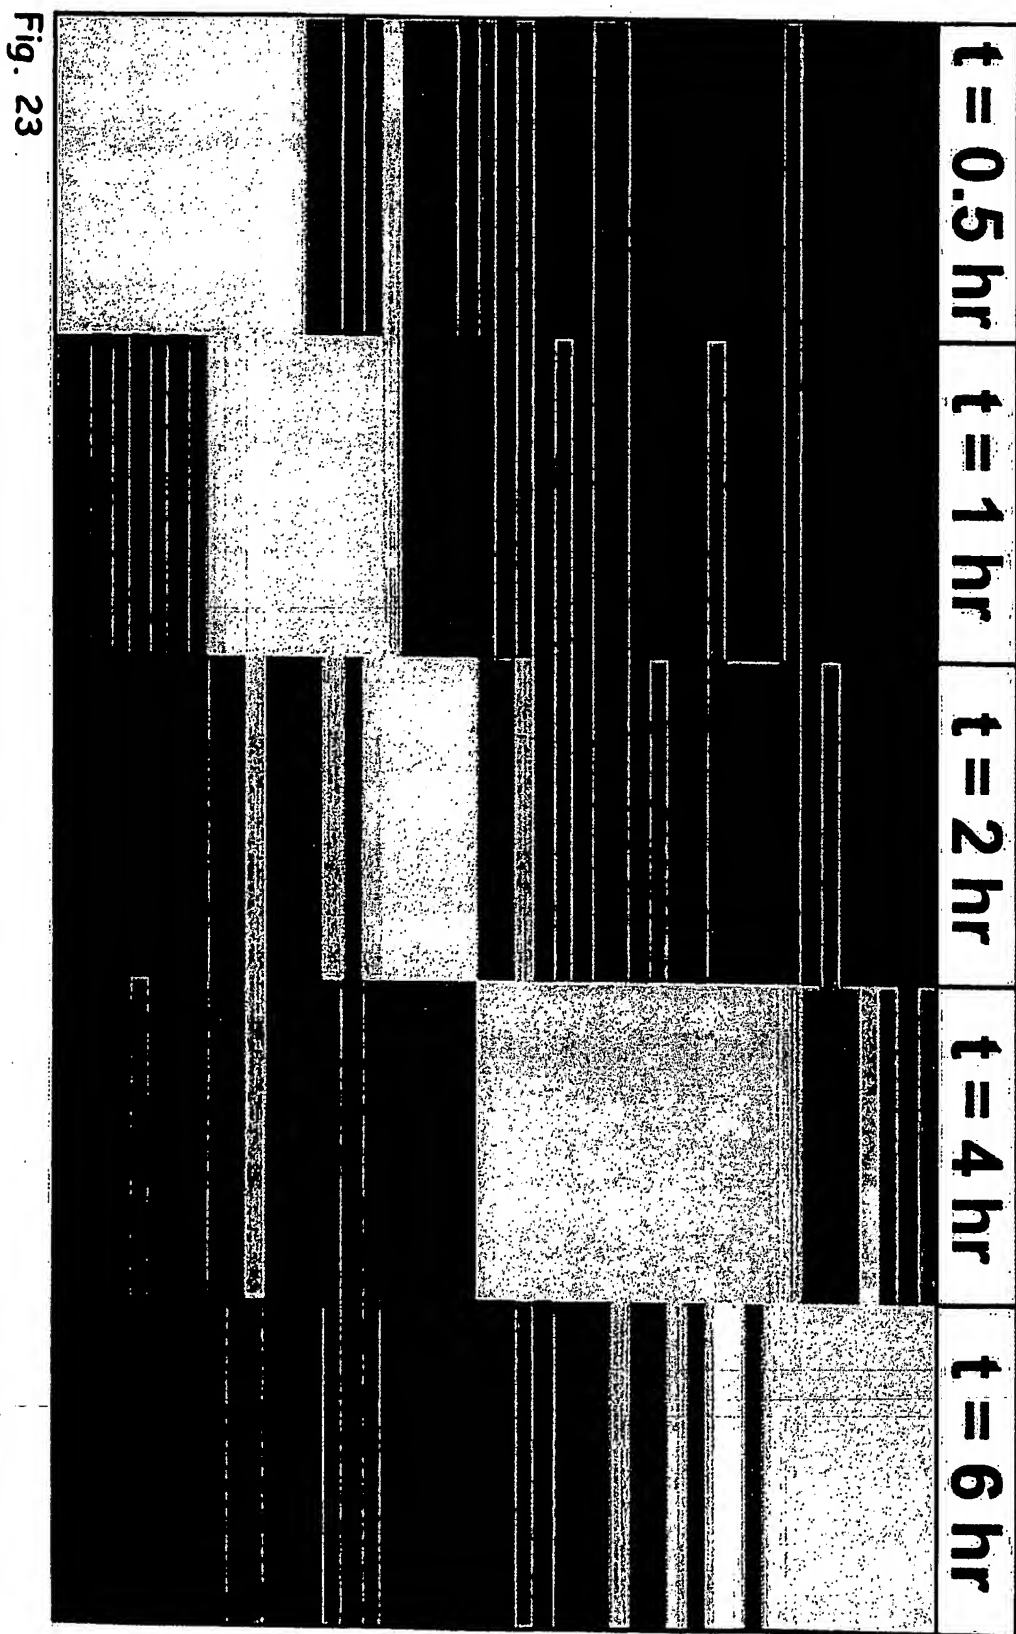 t = 0.5 hr
t = 1 hr
t = 2 hr
t = 4 hr
t = 6 hr
Fig. 23